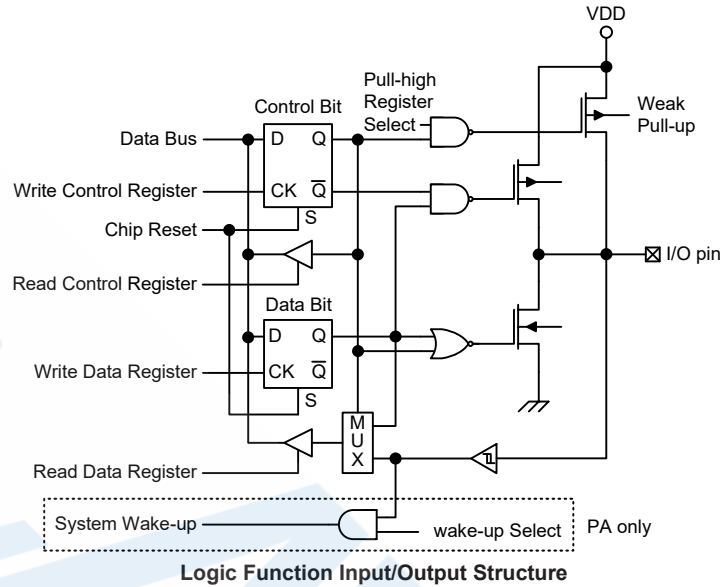 VDD
Pull-high
Register
Select
Control Bit
Weak
Pull-up
Data Bus
D
Q
Write Control Register
CK
Q̅
S
Chip Reset
I/O pin
Read Control Register
Data Bit
D
Q
Write Data Register
CK
Q̅
S
M
U
X
Read Data Register
System Wake-up
wake-up Select
PA only
Logic Function Input/Output Structure